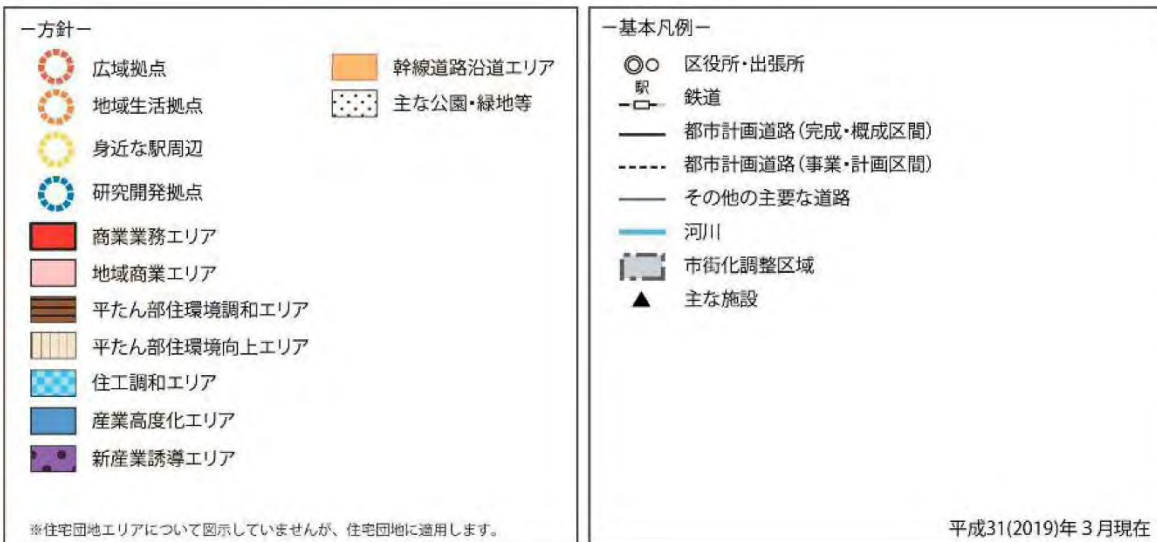 －方針－
広域拠点
地域生活拠点
身近な駅周辺
研究開発拠点
商業業務エリア
地域商業エリア
平たん部住環境調和エリア
平たん部住環境向上エリア
住工調和エリア
産業高度化エリア
新産業誘導エリア
幹線道路沿道エリア
主な公園・緑地等
※住宅団地エリアについて図示していませんが、住宅団地に適用します。
－基本凡例－
区役所・出張所
駅
鉄道
都市計画道路（完成・概成区間）
都市計画道路（事業・計画区間）
その他の主要な道路
河川
市街化調整区域
主な施設
平成31(2019)年３月現在